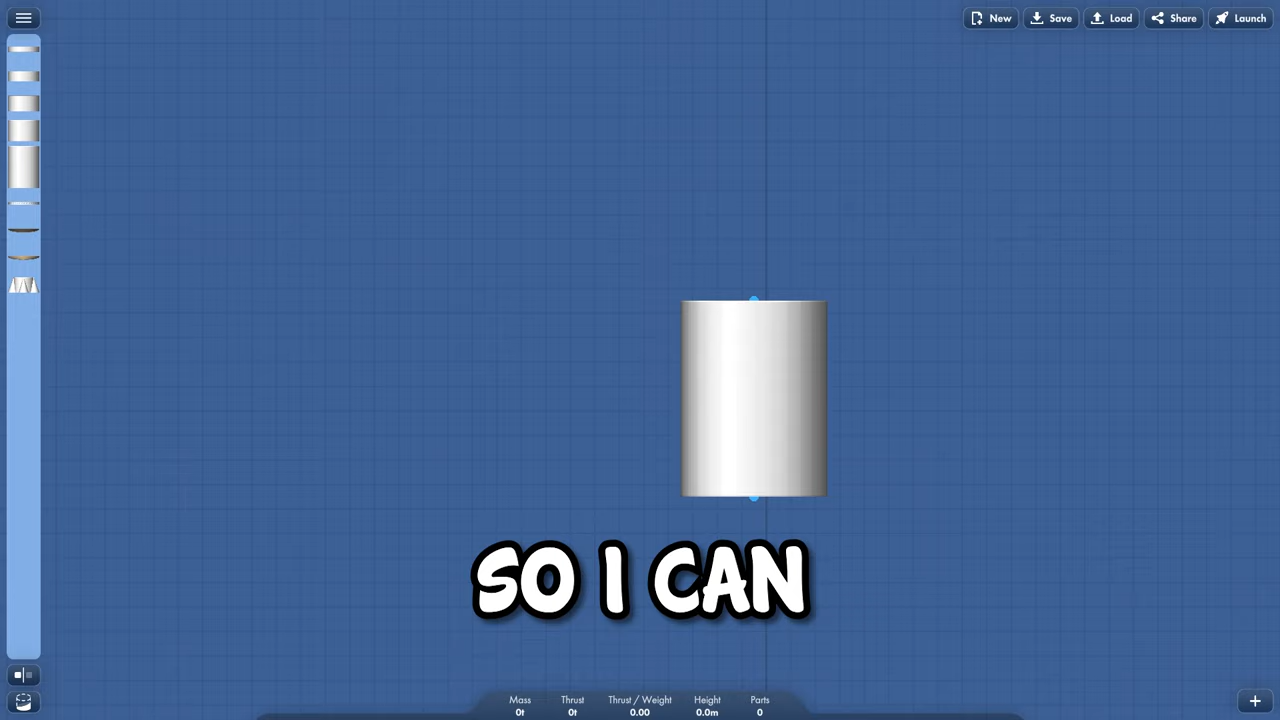 New
Save
Load
Share
Launch
SO I CAN
Mass
0t
Thrust
0t
Thrust / Weight
0.00
Height
0.0m
Parts
0